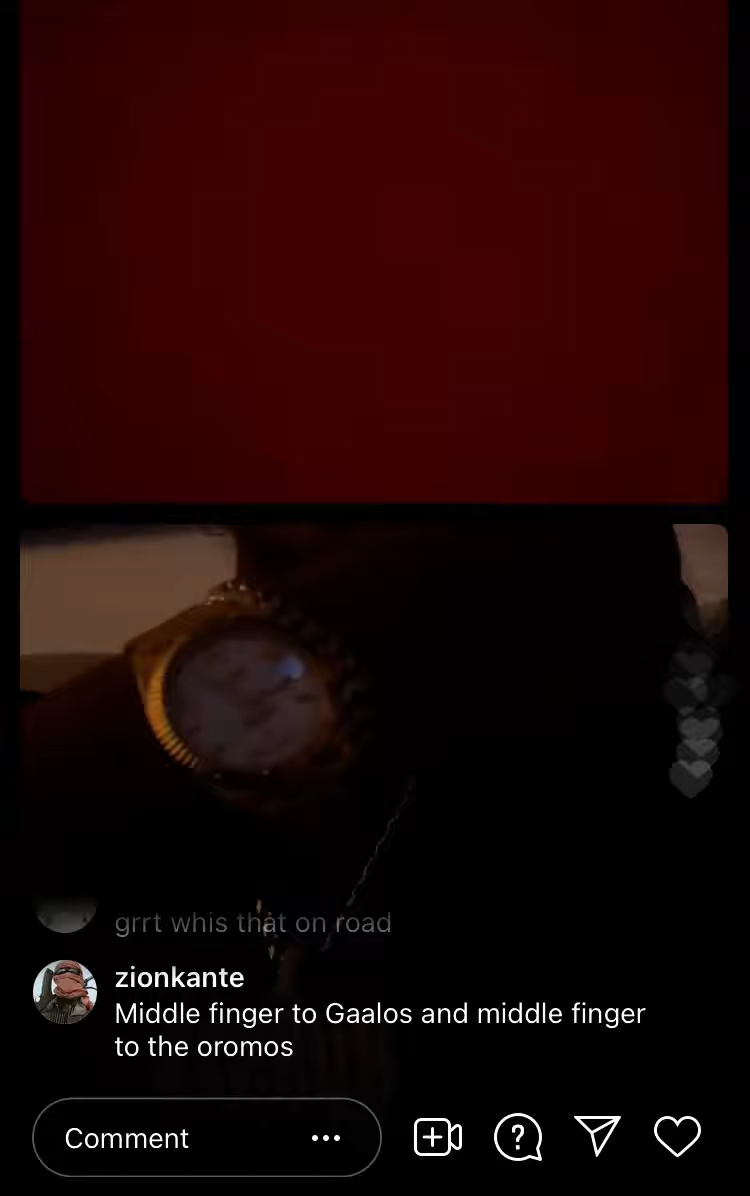 grrt whis that on road
zionkante
Middle finger to Gaalos and middle finger
to the oromos
Comment